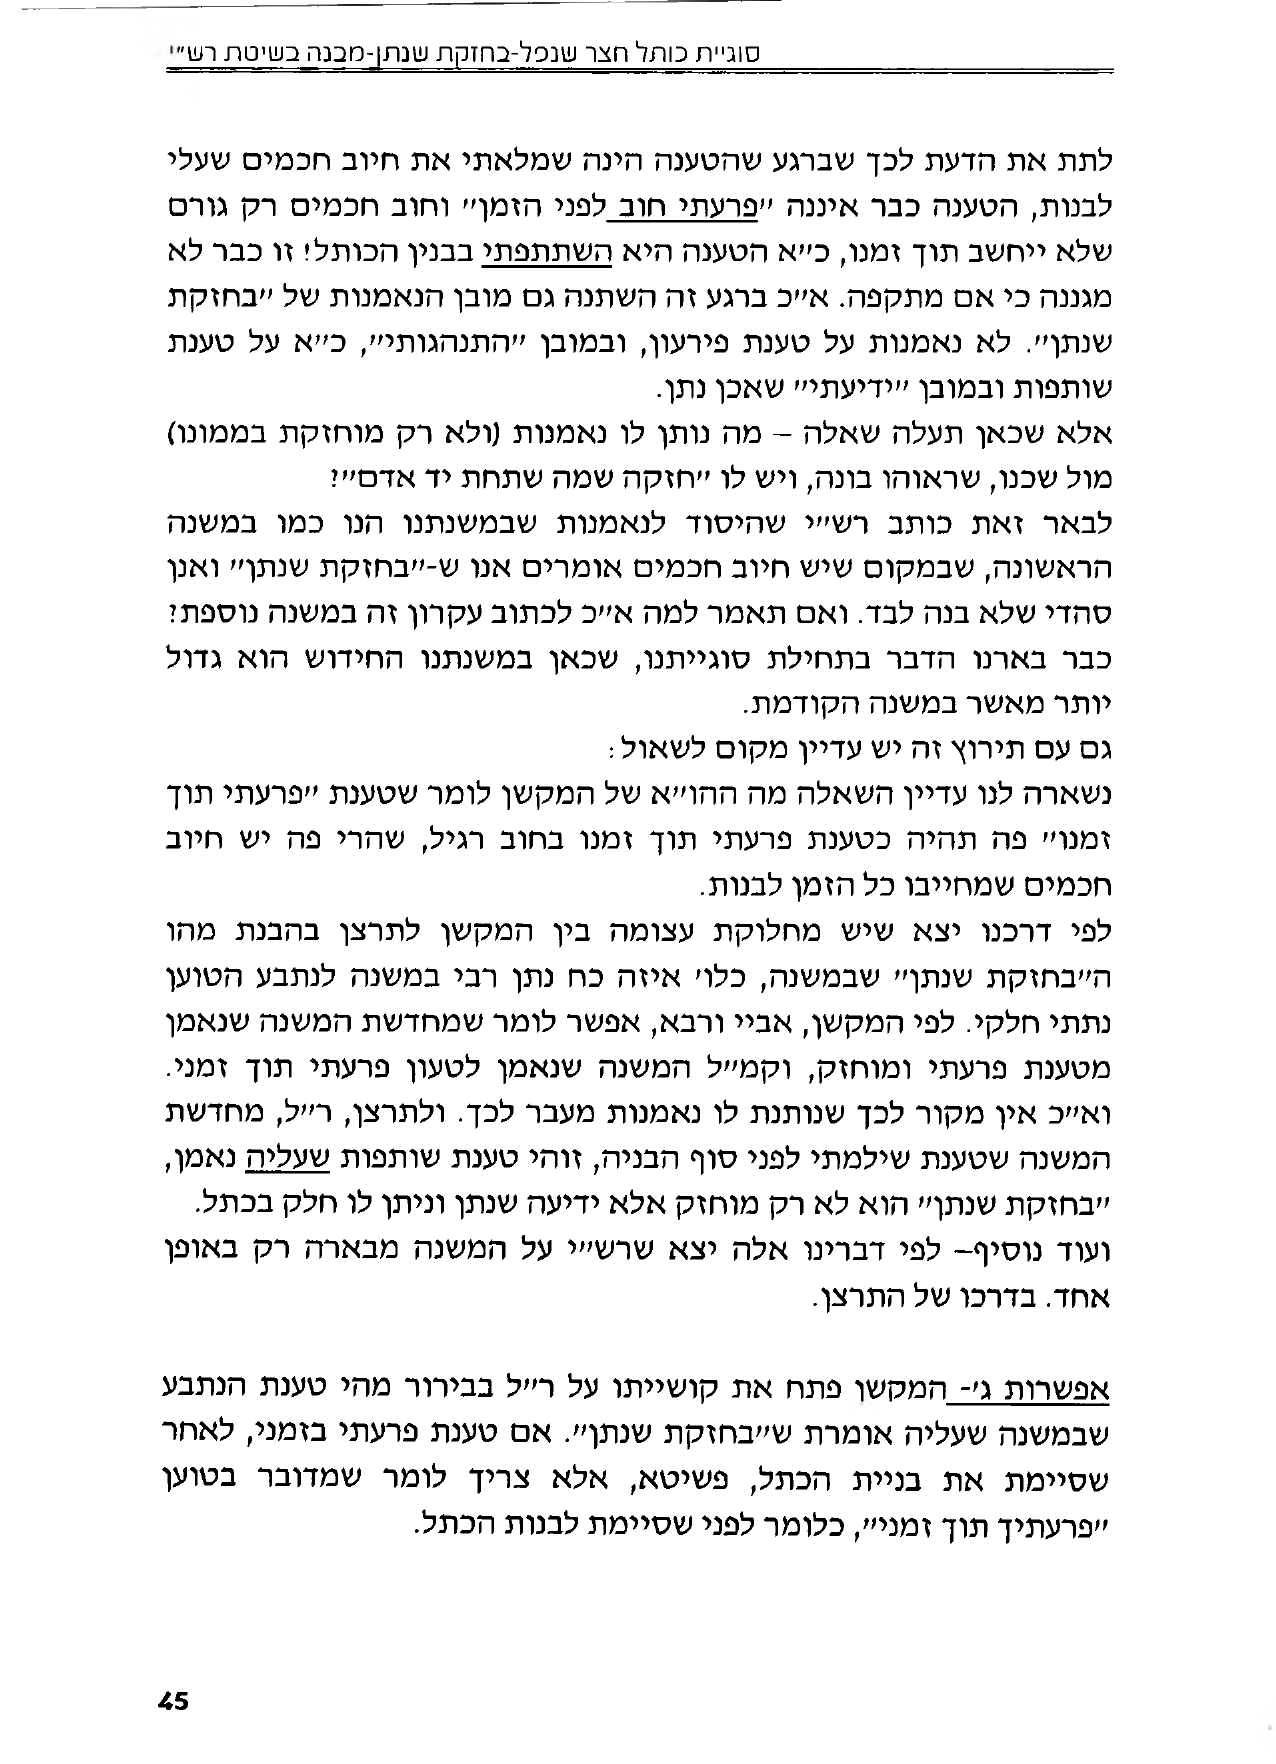 סוגיית כותל חצר שנפל-בחזקת שנתן-מבנה בשיטת רש״י
לתת את הדעת לכך שברגע שהטענה הינה שמלאתי את חיוב חכמים שעלי
לבנות, הטענה כבר איננה ״פרעתי חוב לפני הזמן״ וחוב חכמים רק גורם
שלא ייחשב תוך זמנו, כ״א הטענה היא השתתפתי בבנין הכותל! זו כבר לא
מגננה כי אם מתקפה. א״כ ברגע זה השתנה גם מובן הנאמנות של ״בחזקת
שנתן״. לא נאמנות על טענת פירעון, ובמובן ״התנהגותי״, כ״א על טענת
שותפות ובמובן ״ידיעתי״ שאכן נתן.
אלא שכאן תעלה שאלה – מה נותן לו נאמנות (ולא רק מוחזקת בממונו)
מול שכנו, שראוהו בונה, ויש לו ״חזקה שמה שתחת יד אדם״?
לבאר זאת כותב רש״י שהיסוד לנאמנות שבמשנתנו הנו כמו במשנה
הראשונה, שבמקום שיש חיוב חכמים אומרים אנו ש-״בחזקת שנתן״ ואנן
סהדי שלא בנה לבד. ואם תאמר למה א״כ לכתוב עקרון זה במשנה נוספת?
כבר בארנו הדבר בתחילת סוגייתנו, שכאן במשנתנו החידוש הוא גדול
יותר מאשר במשנה הקודמת.
גם עם תירוץ זה יש עדיין מקום לשאול:
נשארה לנו עדיין השאלה מה ההו״א של המקשן לומר שטענת ״פרעתי תוך
זמנו״ פה תהיה כטענת פרעתי תוך זמנו בחוב רגיל, שהרי פה יש חיוב
חכמים שמחייבו כל הזמן לבנות.
לפי דרכנו יצא שיש מחלוקת עצומה בין המקשן לתרצן בהבנת מהו
ה״בחזקת שנתן״ שבמשנה, כלו׳ איזה כח נתן רבי במשנה לנתבע הטוען
נתתי חלקי. לפי המקשן, אביי ורבא, אפשר לומר שמחדשת המשנה שנאמן
מטענת פרעתי ומוחזק, וקמ״ל המשנה שנאמן לטעון פרעתי תוך זמני.
וא״כ אין מקור לכך שנותנת לו נאמנות מעבר לכך. ולתרצן, ר״ל, מחדשת
המשנה שטענת שילמתי לפני סוף הבניה, זוהי טענת שותפות שעליה נאמן,
״בחזקת שנתן״ הוא לא רק מוחזק אלא ידיעה שנתן וניתן לו חלק בכתל.
ועוד נוסיף– לפי דברינו אלה יצא שרש״י על המשנה מבארה רק באופן
אחד. בדרכו של התרצן.
אפשרות ג׳- המקשן פתח את קושייתו על ר״ל בבירור מהי טענת הנתבע
שבמשנה שעליה אומרת ש״בחזקת שנתן״. אם טענת פרעתי בזמני, לאחר
שסיימת את בניית הכתל, פשיטא, אלא צריך לומר שמדובר בטוען
״פרעתיך תוך זמני״, כלומר לפני שסיימת לבנות הכתל.
45